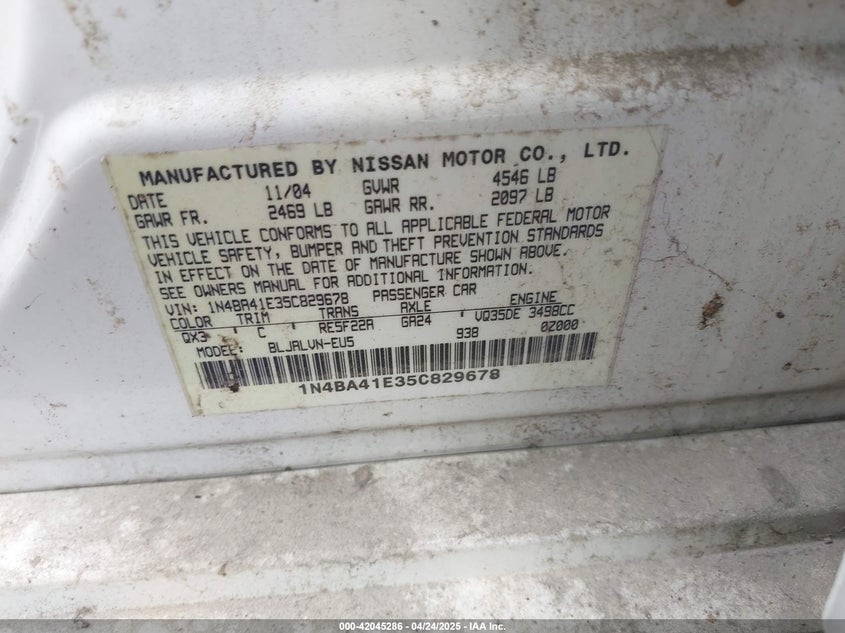 MANUFACTURED BY NISSAN MOTOR CO., LTD.
DATE 11/04 GVWR 4546 LB
GAWR FR. 2469 LB GAWR RR. 2097 LB
THIS VEHICLE CONFORMS TO ALL APPLICABLE FEDERAL MOTOR
VEHICLE SAFETY, BUMPER AND THEFT PREVENTION STANDARDS
IN EFFECT ON THE DATE OF MANUFACTURE SHOWN ABOVE.
SEE OWNERS MANUAL FOR ADDITIONAL INFORMATION.
VIN: 1N4BA41E35C829678 PASSENGER CAR
COLOR TRIM TRANS AXLE ENGINE
QX3 C RE5F22A GA24 VQ35DE 3498CC
MODEL: BLJALVN-EU5 938 0Z000
1N4BA41E35C829678
000-42045286 - 04/24/2025 - IAA Inc.